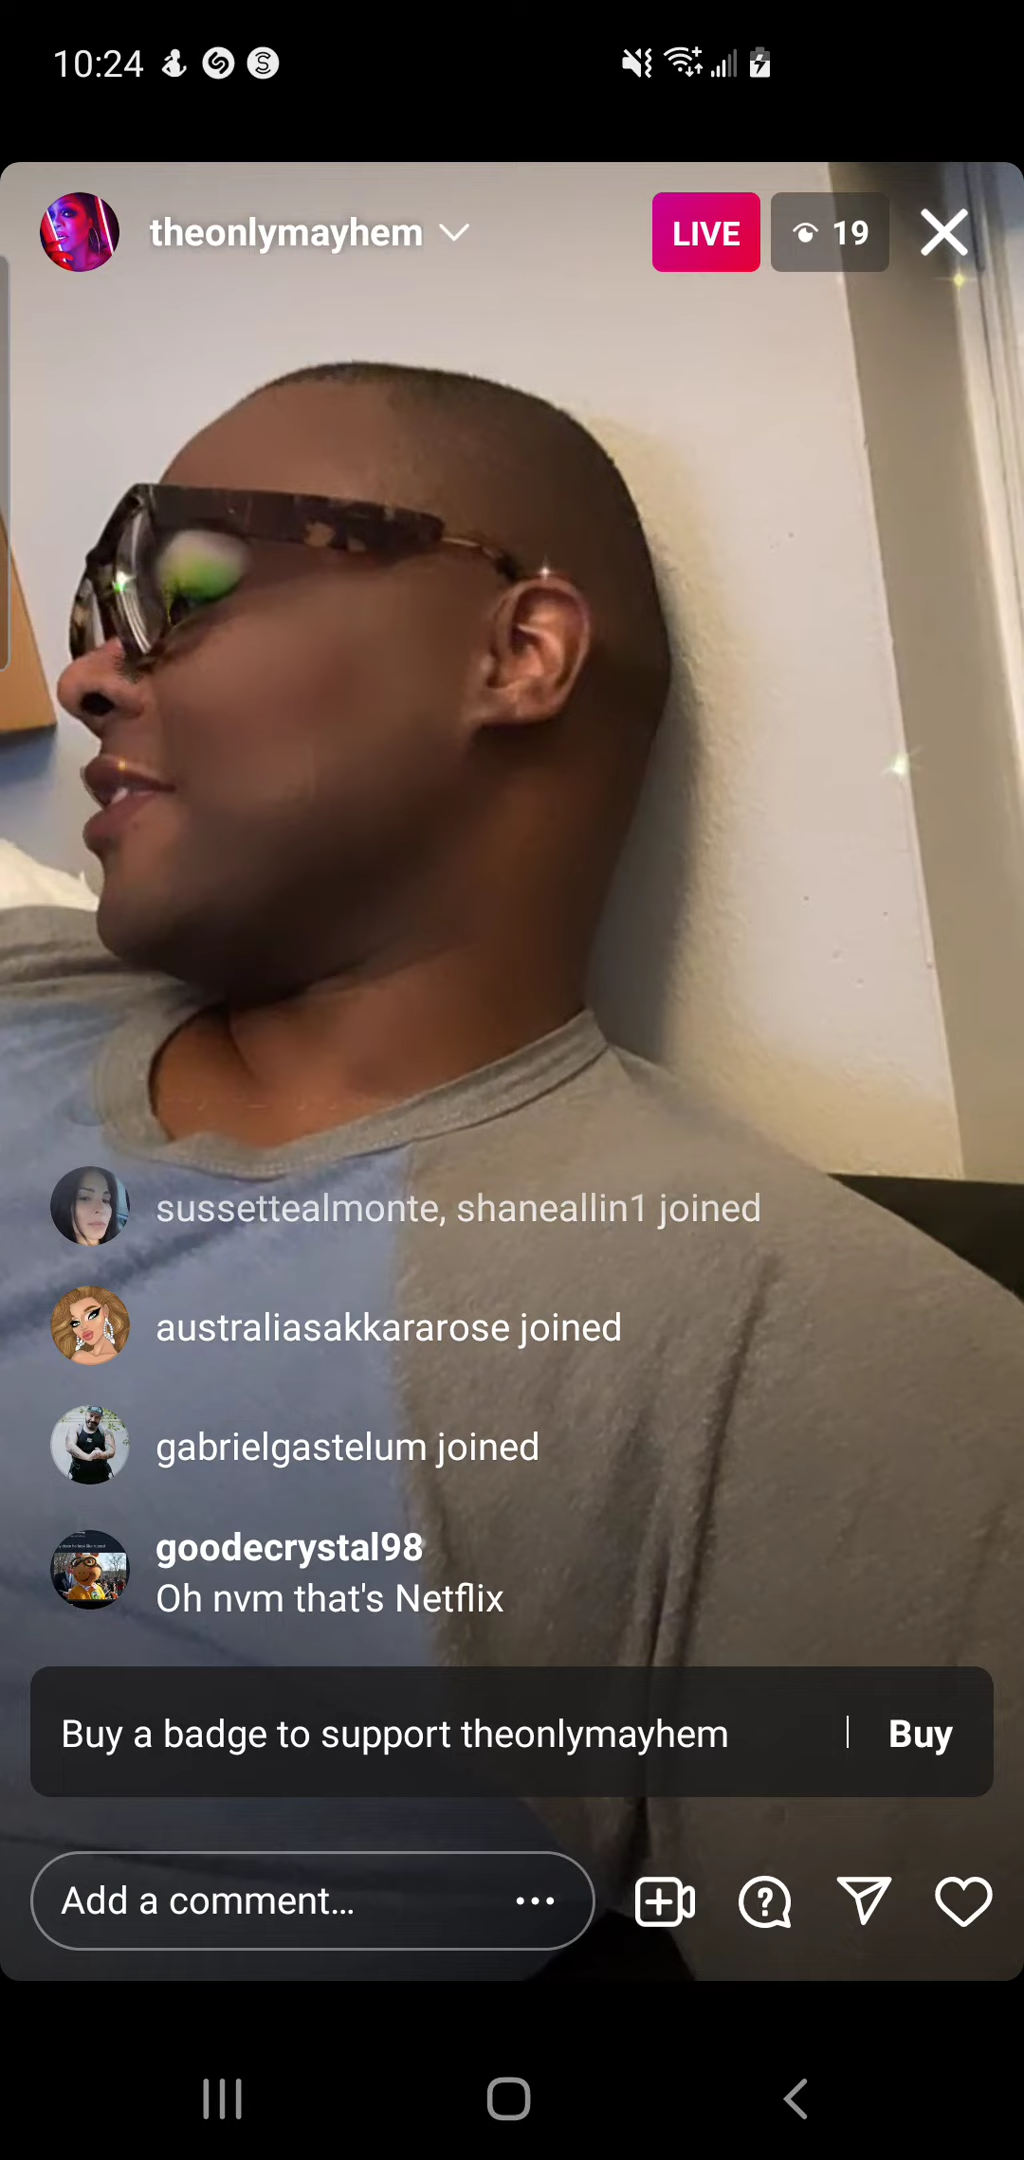 10:24
theonlymayhem
LIVE
19
sussettealmonte, shaneallin1 joined
australiasakkararose joined
gabrielgastelum joined
goodecrystal98
Oh nvm that's Netflix
Buy a badge to support theonlymayhem | Buy
Add a comment...